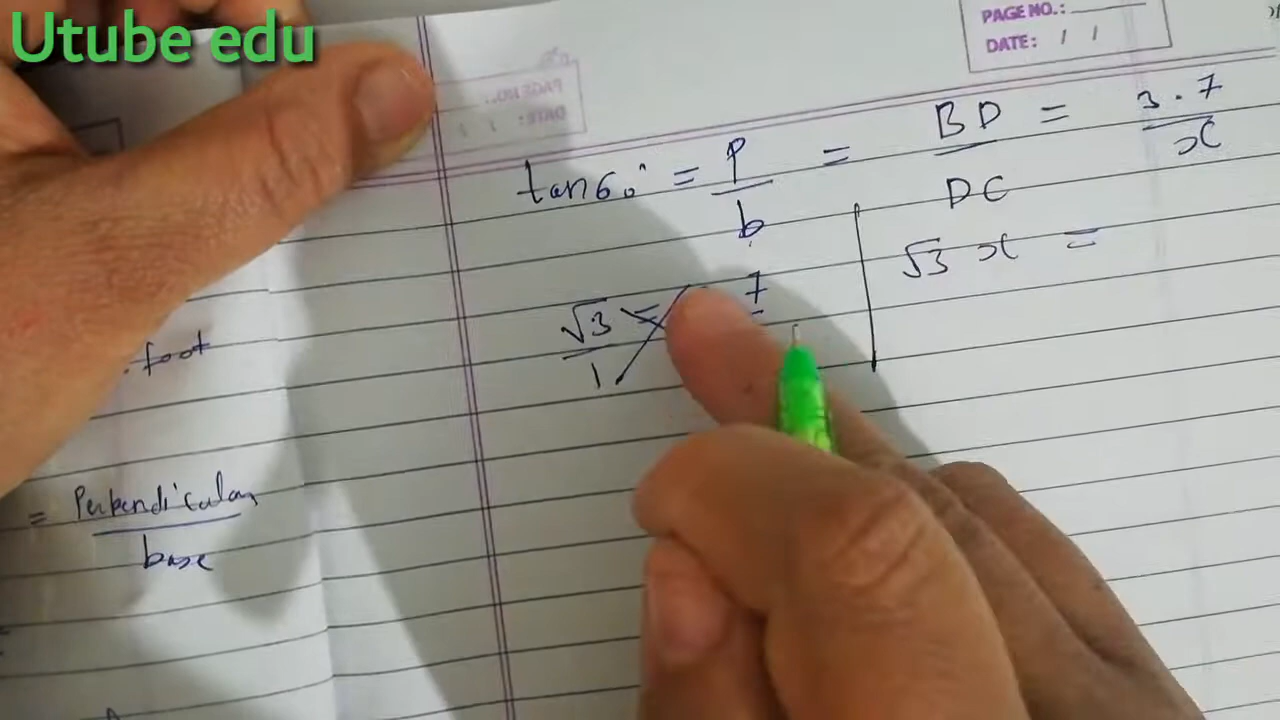 Utube edu
PAGE NO.:
DATE: / /
tan60° = P/b = BD/DC = 3.7/x
√3/1 = 7
√3 x =
foot
= Perpendicular/base